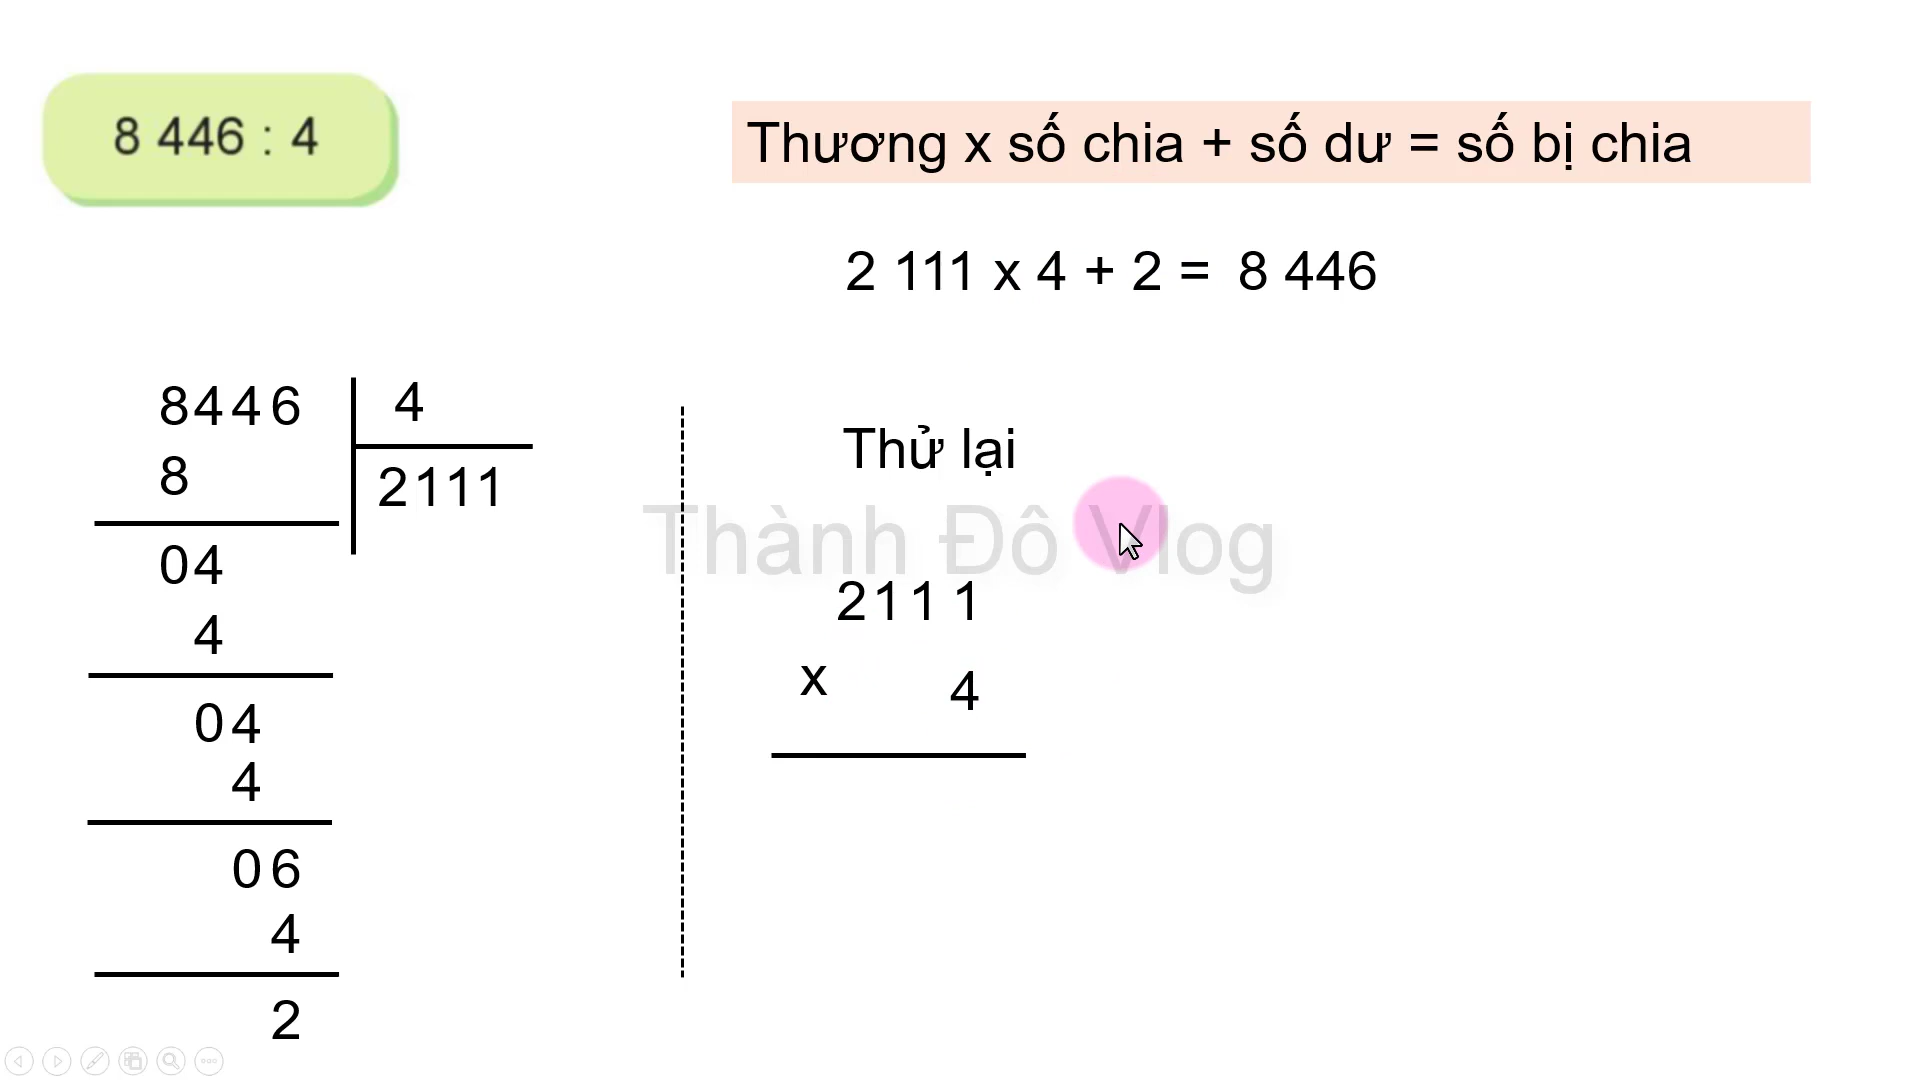 8 446 : 4
Thương x số chia + số dư = số bị chia
2 111 x 4 + 2 = 8 446
8446 4
8 2111
04
4
04
4
06
4
2
Thử lại
Thành Đô Vlog
2111
x 4